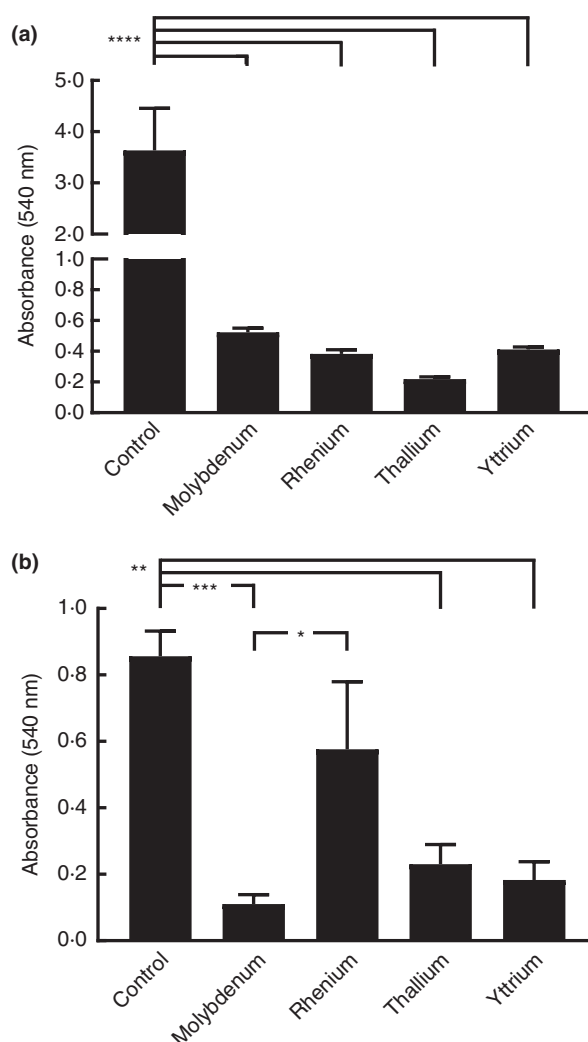 (a)
****
5·0
4·0
3·0
2·0
1·0
0·8
0·6
0·4
0·2
0·0
Absorbance (540 nm)
Control
Molybdenum
Rhenium
Thallium
Yttrium
(b)
**
***
*
1·0
0·8
0·6
0·4
0·2
0·0
Absorbance (540 nm)
Control
Molybdenum
Rhenium
Thallium
Yttrium